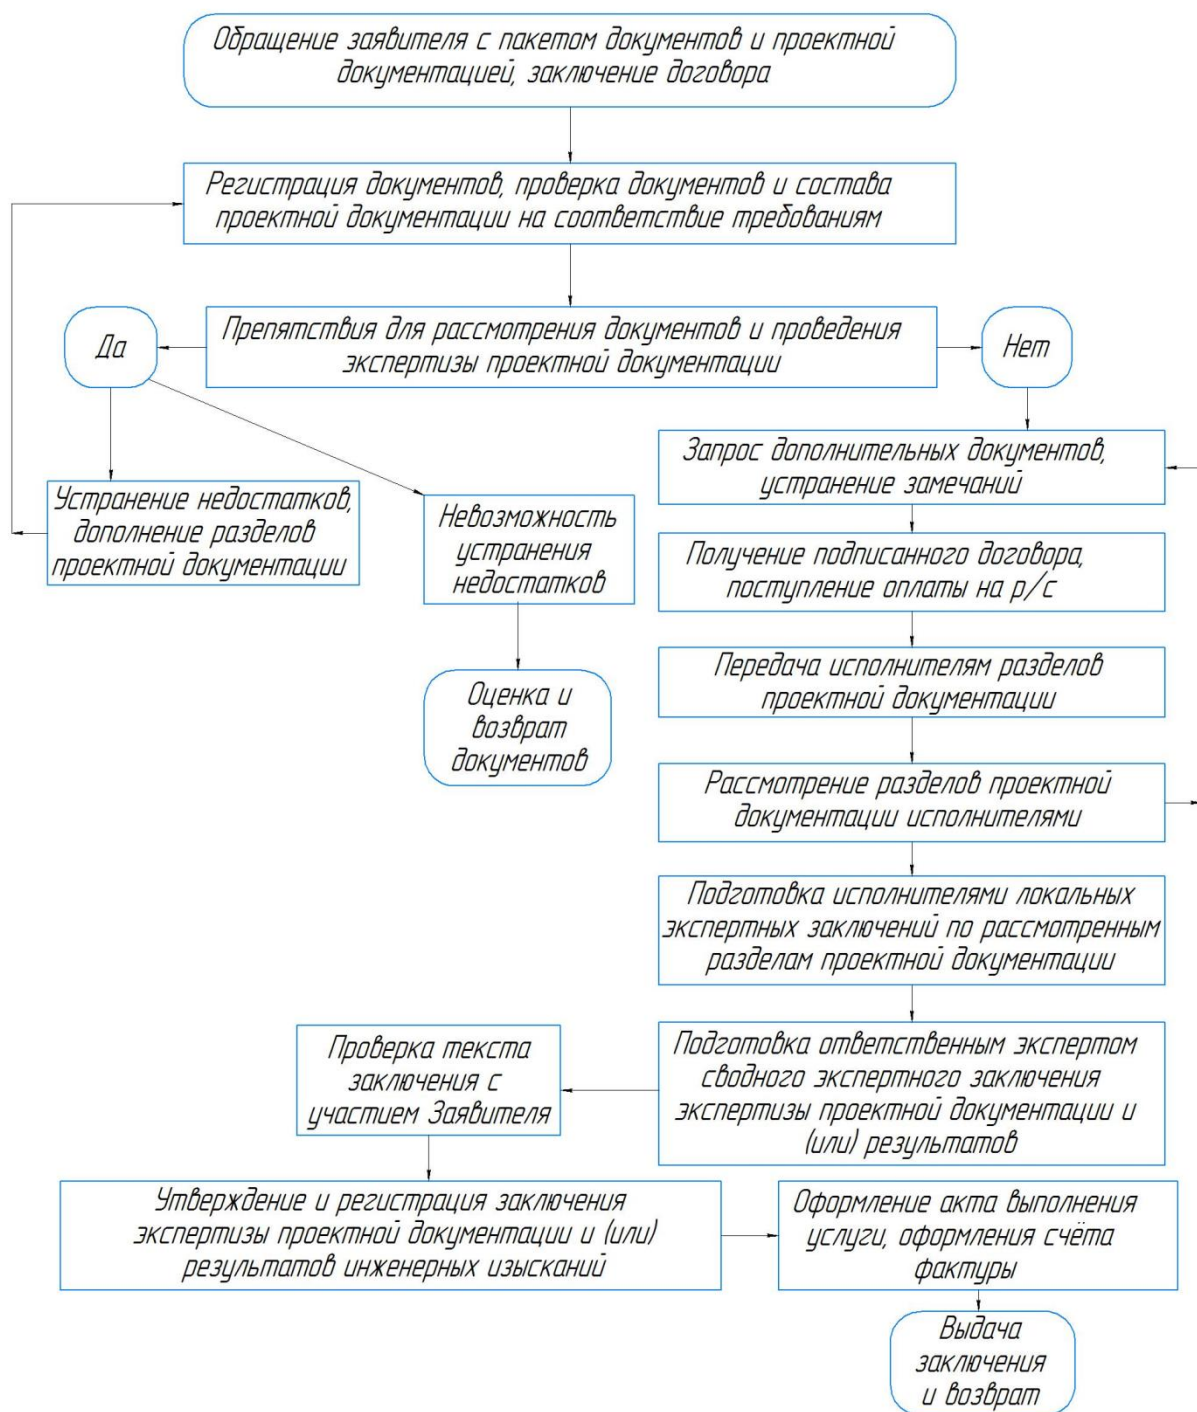 Обращение заявителя с пакетом документов и проектной
документацией, заключение договора
Регистрация документов, проверка документов и состава
проектной документации на соответствие требованиям
Препятствия для рассмотрения документов и проведения
экспертизы проектной документации
Да
Нет
Устранение недостатков,
дополнение разделов
проектной документации
Невозможность
устранения
недостатков
Оценка и
возврат
документов
Запрос дополнительных документов,
устранение замечаний
Получение подписанного договора,
поступление оплаты на р/с
Передача исполнителям разделов
проектной документации
Рассмотрение разделов проектной
документации исполнителями
Подготовка исполнителями локальных
экспертных заключений по рассмотренным
разделам проектной документации
Подготовка ответственным экспертом
сводного экспертного заключения
экспертизы проектной документации и
(или) результатов
Проверка текста
заключения с
участием Заявителя
Утверждение и регистрация заключения
экспертизы проектной документации и (или)
результатов инженерных изысканий
Оформление акта выполнения
услуги, оформления счёта
фактуры
Выдача
заключения
и возврат